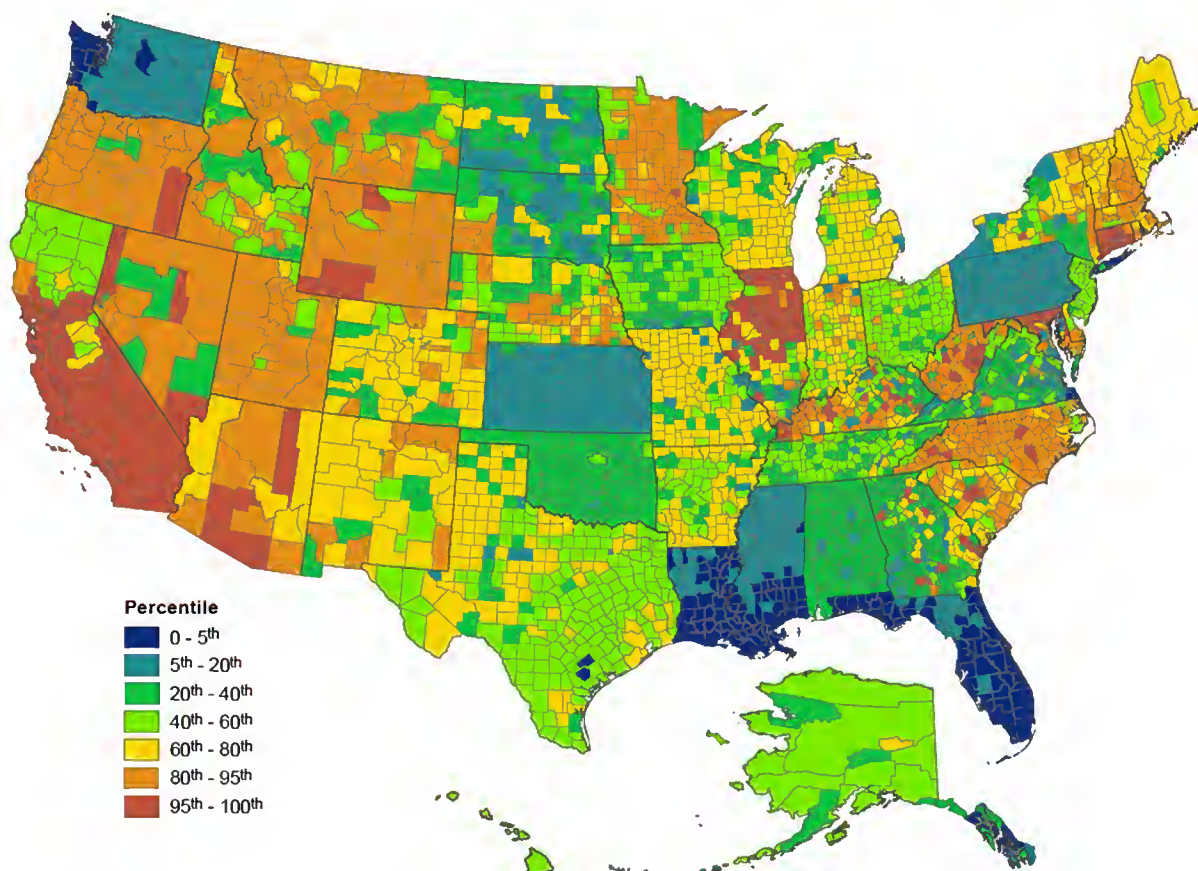 Percentile
0 - 5th
5th - 20th
20th - 40th
40th - 60th
60th - 80th
80th - 95th
95th - 100th